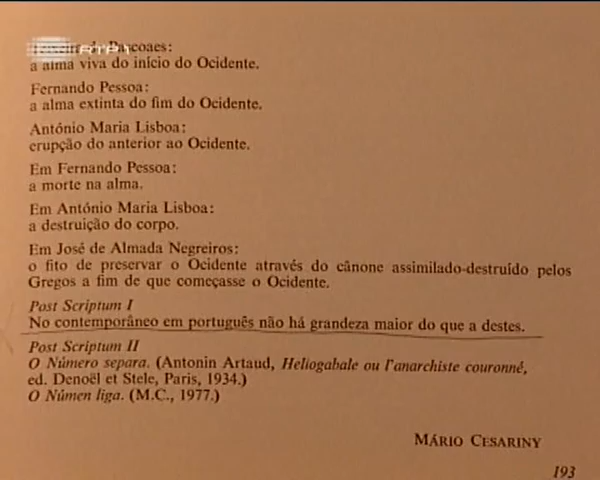 RTP 1
Pascoaes:
a alma viva do início do Ocidente.
Fernando Pessoa:
a alma extinta do fim do Ocidente.
António Maria Lisboa:
erupção do anterior ao Ocidente.
Em Fernando Pessoa:
a morte na alma.
Em António Maria Lisboa:
a destruição do corpo.
Em José de Almada Negreiros:
o fito de preservar o Ocidente através do cânone assimilado-destruído pelos
Gregos a fim de que começasse o Ocidente.
Post Scriptum I
No contemporâneo em português não há grandeza maior do que a destes.
Post Scriptum II
O Número separa. (Antonin Artaud, Heliogabale ou l'anarchiste couronné,
ed. Denoël et Stele, Paris, 1934.)
O Númen liga. (M.C., 1977.)
MÁRIO CESARINY
193